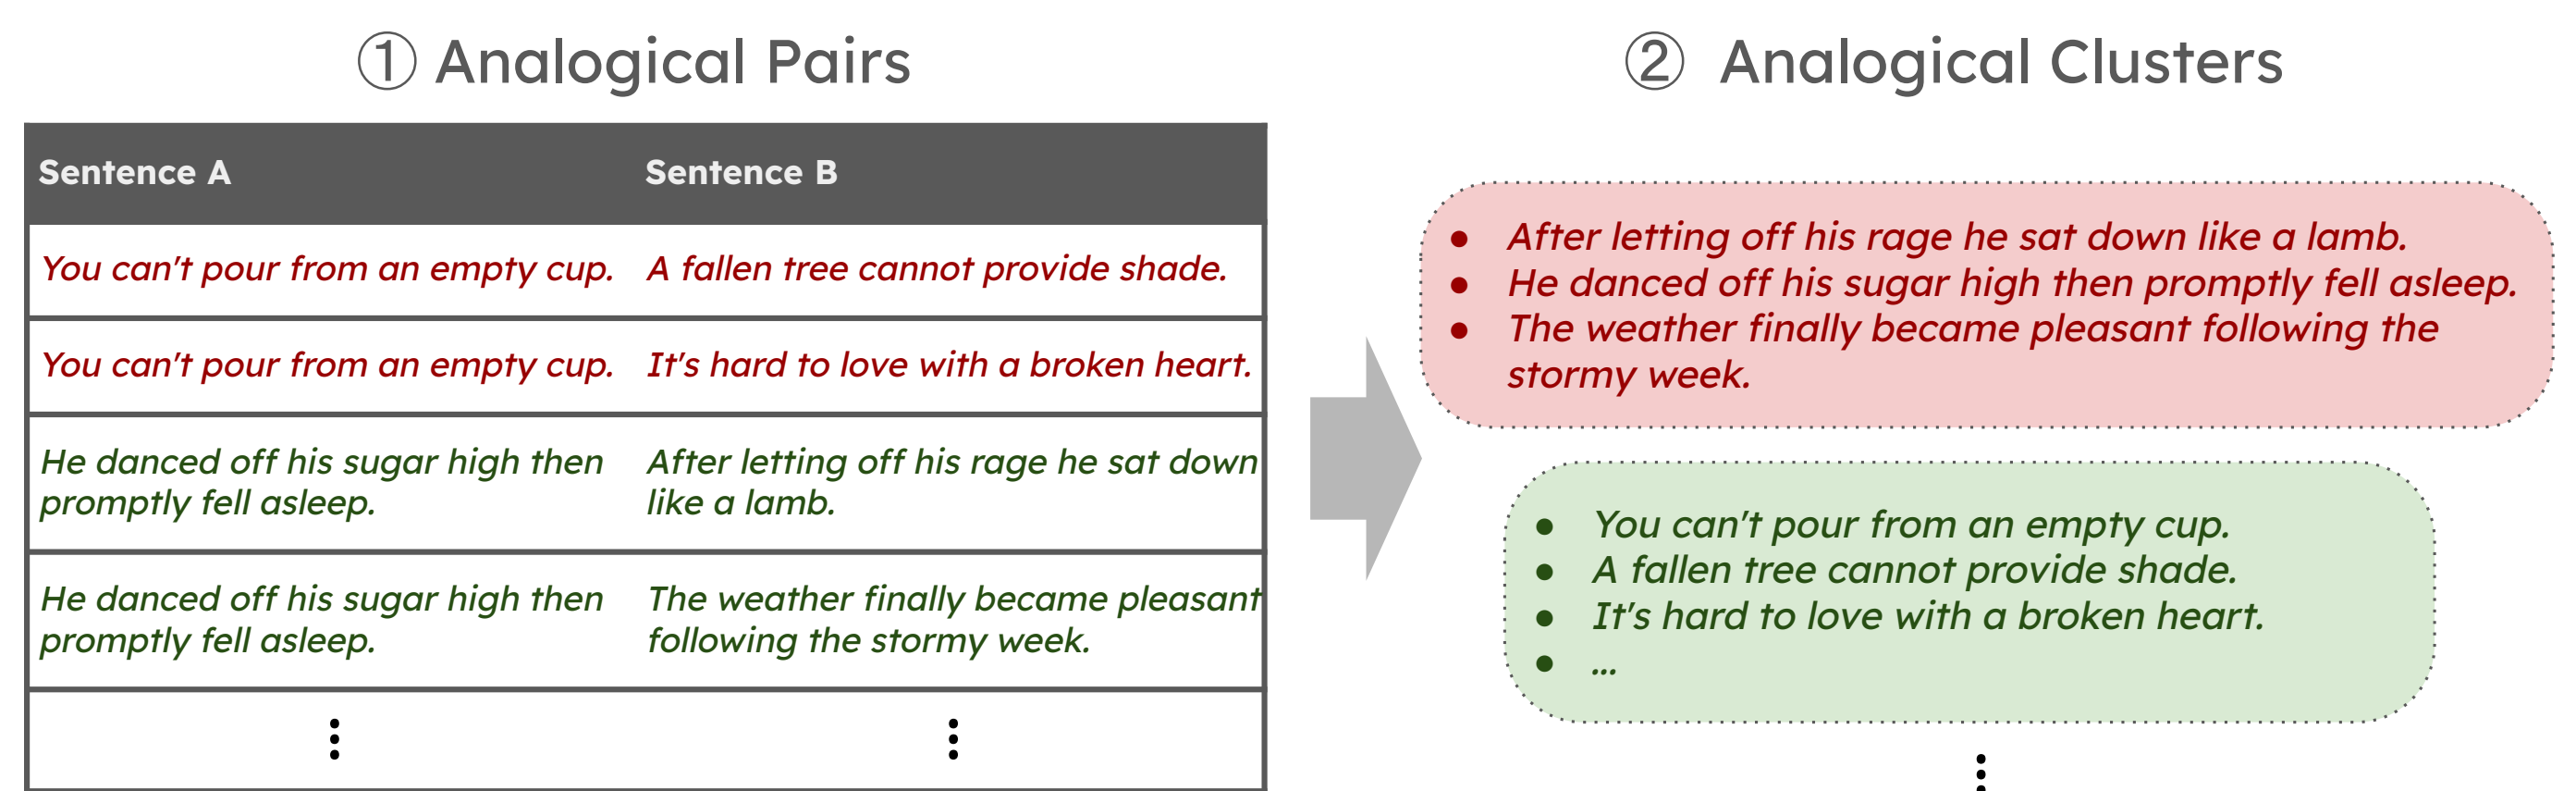 ① Analogical Pairs
② Analogical Clusters
Sentence A
Sentence B
You can't pour from an empty cup.
A fallen tree cannot provide shade.
You can't pour from an empty cup.
It's hard to love with a broken heart.
He danced off his sugar high then
promptly fell asleep.
After letting off his rage he sat down
like a lamb.
He danced off his sugar high then
promptly fell asleep.
The weather finally became pleasant
following the stormy week.
● After letting off his rage he sat down like a lamb.
● He danced off his sugar high then promptly fell asleep.
● The weather finally became pleasant following the
stormy week.
● You can't pour from an empty cup.
● A fallen tree cannot provide shade.
● It's hard to love with a broken heart.
● ...